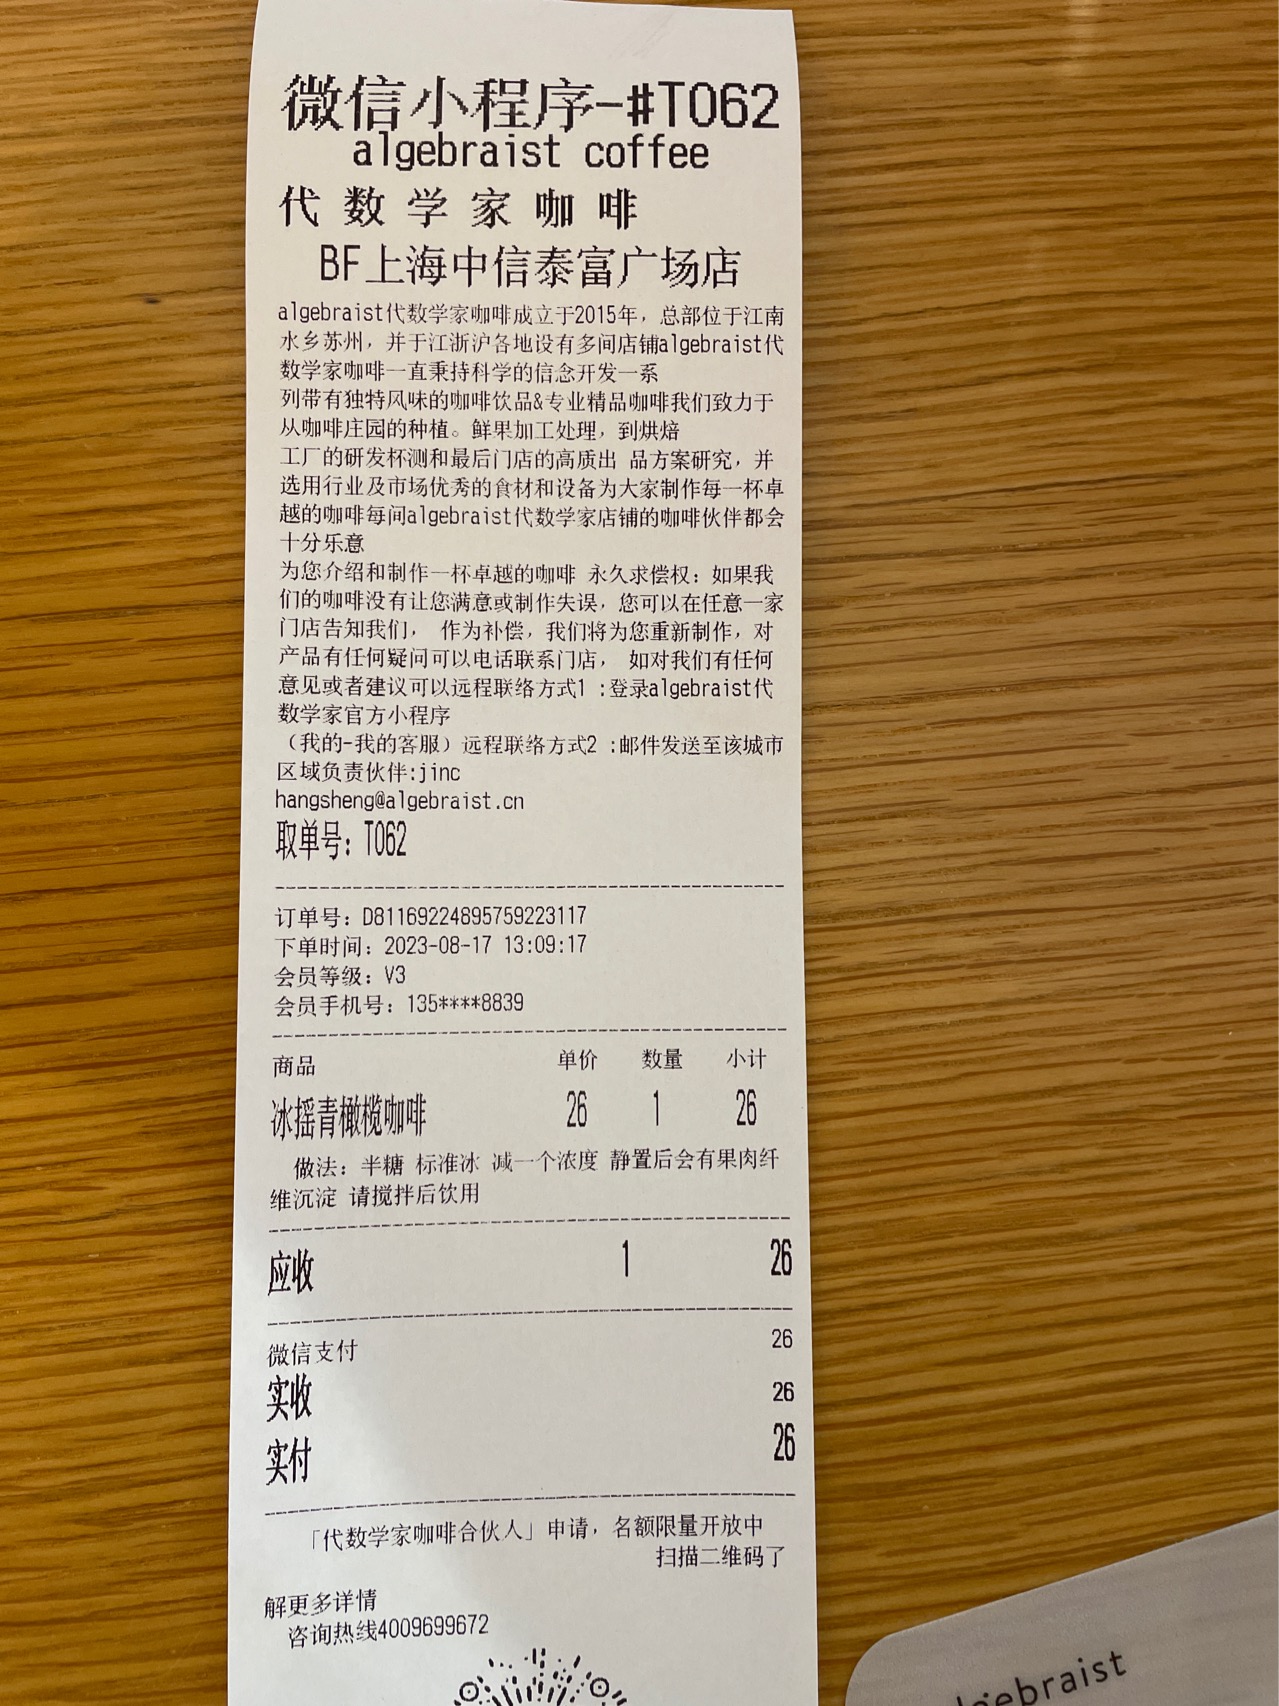 微信小程序-#T062
algebraist coffee
代数学家咖啡
BF上海中信泰富广场店
algebraist代数学家咖啡成立于2015年，总部位于江南
水乡苏州，并于江浙沪各地设有多间店铺algebraist代
数学家咖啡一直秉持科学的信念开发一系
列带有独特风味的咖啡饮品&专业精品咖啡我们致力于
从咖啡庄园的种植。鲜果加工处理，到烘焙
工厂的研发杯测和最后门店的高质出 品方案研究，并
选用行业及市场优秀的食材和设备为大家制作每一杯卓
越的咖啡每间algebraist代数学家店铺的咖啡伙伴都会
十分乐意
为您介绍和制作一杯卓越的咖啡 永久求偿权：如果我
们的咖啡没有让您满意或制作失误，您可以在任意一家
门店告知我们， 作为补偿，我们将为您重新制作，对
产品有任何疑问可以电话联系门店， 如对我们有任何
意见或者建议可以远程联络方式1 :登录algebraist代
数学家官方小程序
（我的-我的客服）远程联络方式2 :邮件发送至该城市
区域负责伙伴:jinc
hangsheng@algebraist.cn
取单号：T062
订单号：D81169224895759223117
下单时间：2023-08-17 13:09:17
会员等级：V3
会员手机号：135****8839
商品 单价 数量 小计
冰摇青橄榄咖啡 26 1 26
做法：半糖 标准冰 减一个浓度 静置后会有果肉纤
维沉淀 请搅拌后饮用
应收 1 26
微信支付 26
实收 26
实付 26
「代数学家咖啡合伙人」申请，名额限量开放中
扫描二维码了
解更多详情
咨询热线4009699672
gebraist